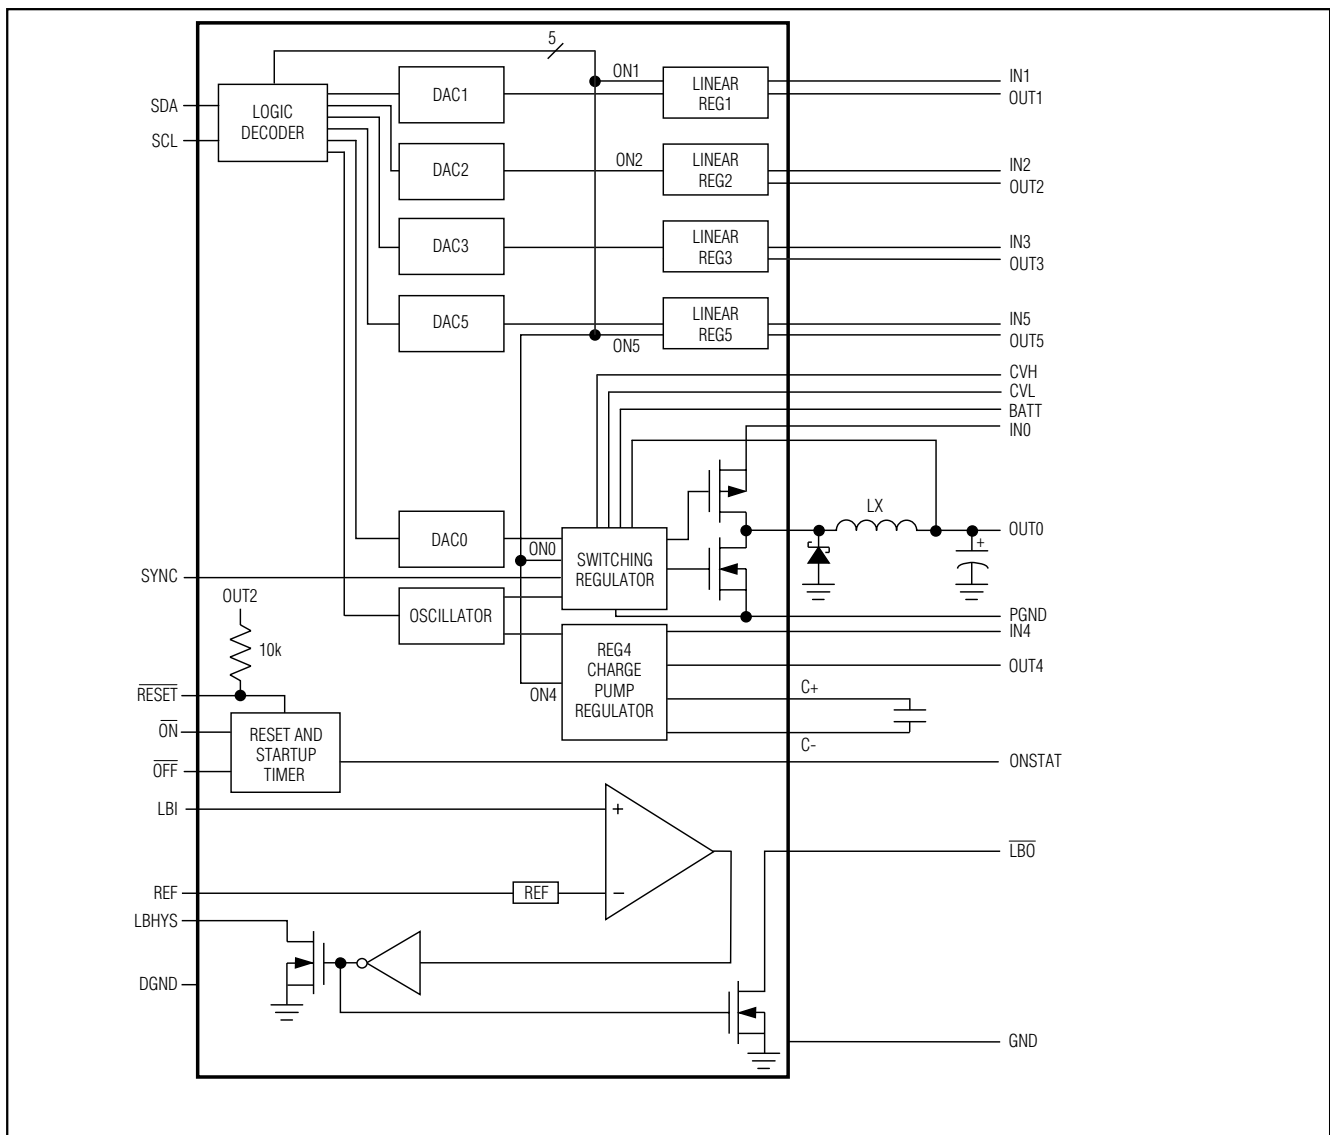 5
ON1
IN1
OUT1
DAC1
LINEAR
REG1
SDA
LOGIC
DECODER
SCL
DAC2
ON2
LINEAR
REG2
IN2
OUT2
DAC3
LINEAR
REG3
IN3
OUT3
DAC5
LINEAR
REG5
IN5
OUT5
ON5
CVH
CVL
BATT
IN0
LX
DAC0
ON0
SWITCHING
REGULATOR
OUT0
+
SYNC
OUT2
10k
OSCILLATOR
PGND
IN4
REG4
CHARGE
PUMP
REGULATOR
OUT4
ON4
C+
C-
RESET
ON
OFF
RESET AND
STARTUP
TIMER
ONSTAT
LBI
+
LBO
REF
REF
−
LBHYS
DGND
GND